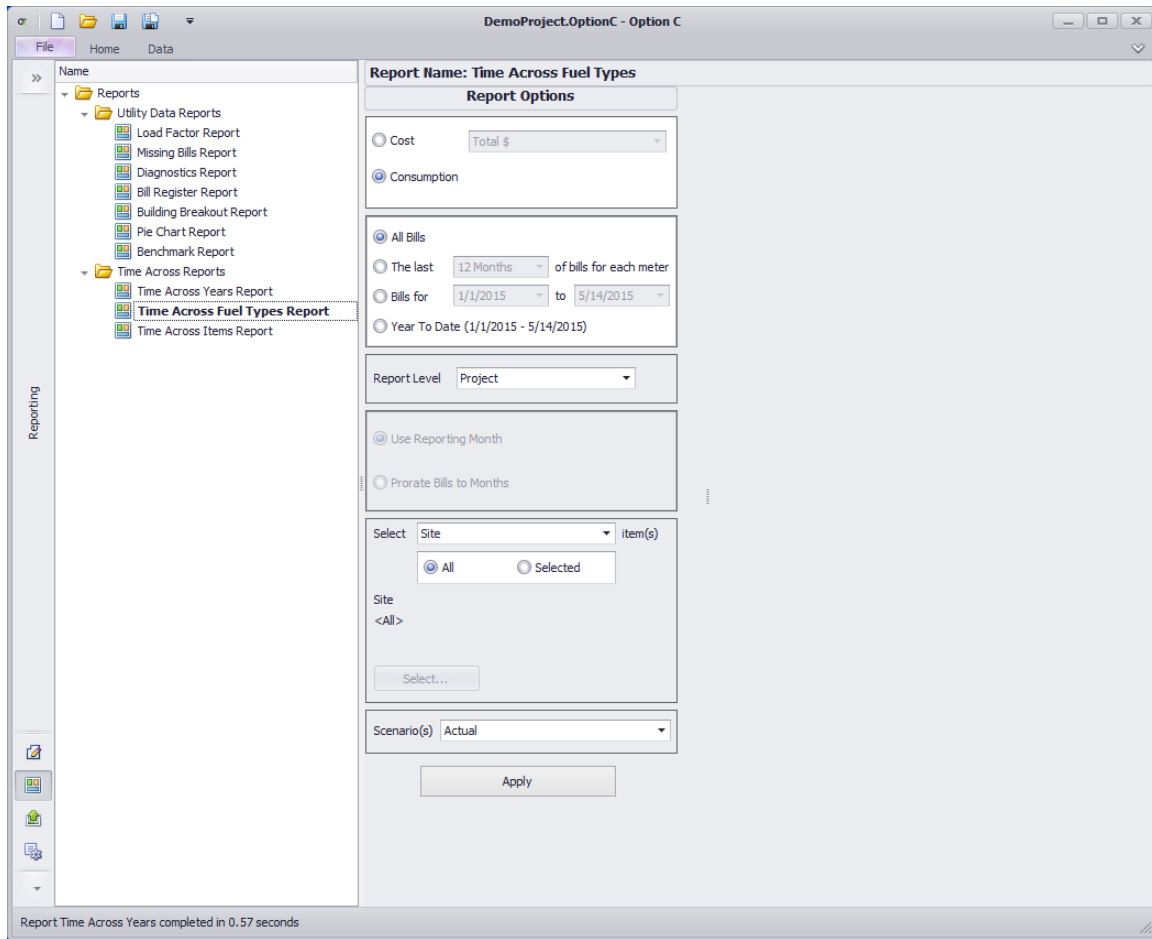 DemoProject.OptionC - Option C
File Home Data
Name
Reports
Utility Data Reports
Load Factor Report
Missing Bills Report
Diagnostics Report
Bill Register Report
Building Breakout Report
Pie Chart Report
Benchmark Report
Time Across Reports
Time Across Years Report
Time Across Fuel Types Report
Time Across Items Report
Reporting
Report Name: Time Across Fuel Types
Report Options
Cost Total $
Consumption
All Bills
The last 12 Months of bills for each meter
Bills for 1/1/2015 to 5/14/2015
Year To Date (1/1/2015 - 5/14/2015)
Report Level Project
Use Reporting Month
Prorate Bills to Months
Select Site item(s)
All Selected
Site
<All>
Select...
Scenario(s) Actual
Apply
Report Time Across Years completed in 0.57 seconds